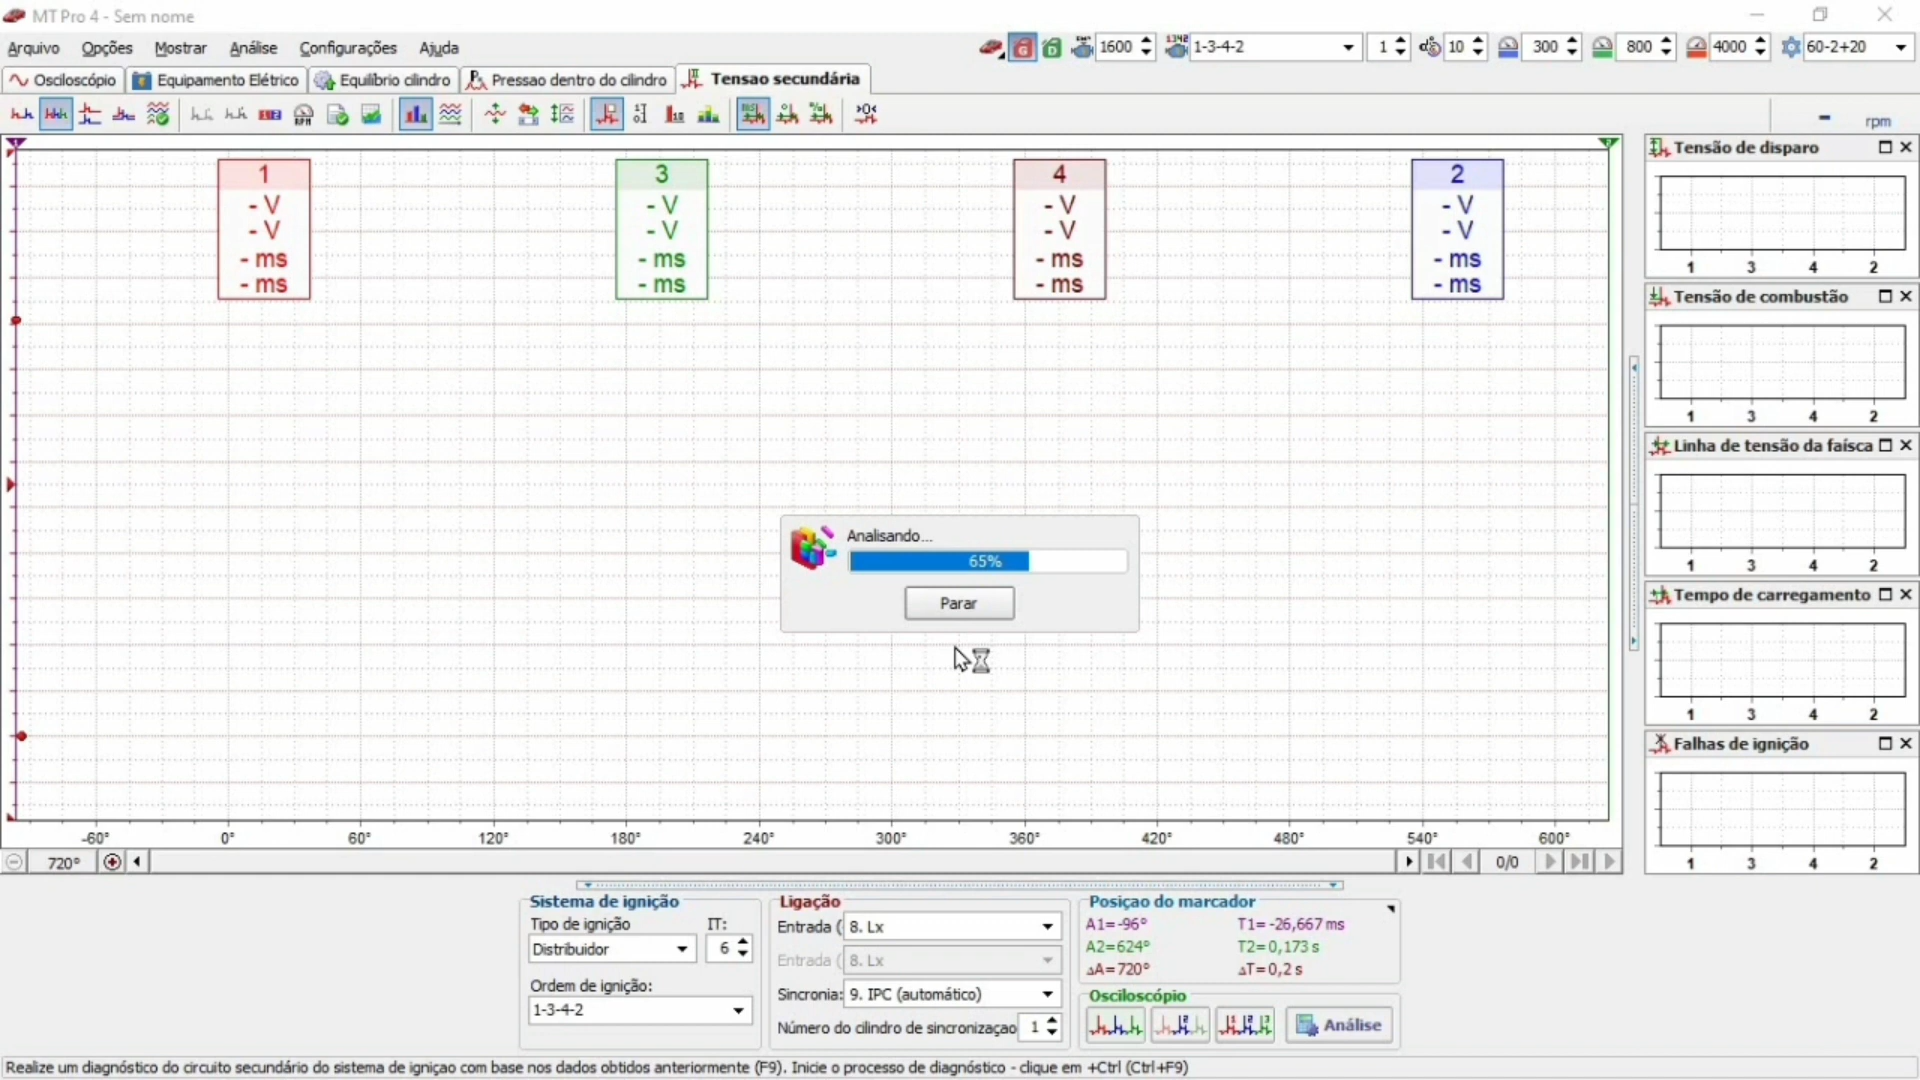 MT Pro 4 - Sem nome
Arquivo Opções Mostrar Análise Configurações Ajuda
1600 1-3-4-2 1 10 300 800 4000 60-2+20
Osciloscópio Equipamento Elétrico Equilíbrio cilindro Pressao dentro do cilindro Tensao secundária
- rpm
1 3 4 2
- V - V - V - V
- V - V - V - V
- ms - ms - ms - ms
- ms - ms - ms - ms
Tensão de disparo
1 3 4 2
Tensão de combustão
1 3 4 2
Linha de tensão da faísca
1 3 4 2
Tempo de carregamento
1 3 4 2
Falhas de ignição
1 3 4 2
Analisando...
65%
Parar
-60° 0° 60° 120° 180° 240° 300° 360° 420° 480° 540° 600°
720° 0/0
Sistema de ignição
Tipo de ignição IT:
Distribuidor 6
Ordem de ignição:
1-3-4-2
Ligação
Entrada ( 8. Lx
Entrada ( 8. Lx
Sincronia: 9. IPC (automático)
Número do cilindro de sincronizaçao 1
Posiçao do marcador
A1=-96° T1= -26,667 ms
A2=624° T2= 0,173 s
△A=720° △T=0,2 s
Osciloscópio
Análise
Realize um diagnóstico do circuito secundário do sistema de igniçao com base nos dados obtidos anteriormente (F9). Inicie o processo de diagnóstico - clique em +Ctrl (Ctrl+F9)